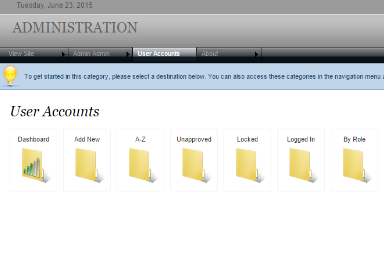 Tuesday, June 23, 2015
ADMINISTRATION
View Site Admin Admin User Accounts About
To get started in this category, please select a destination below. You can also access these categories in the navigation menu a
User Accounts
Dashboard Add New A-Z Unapproved Locked Logged In By Role